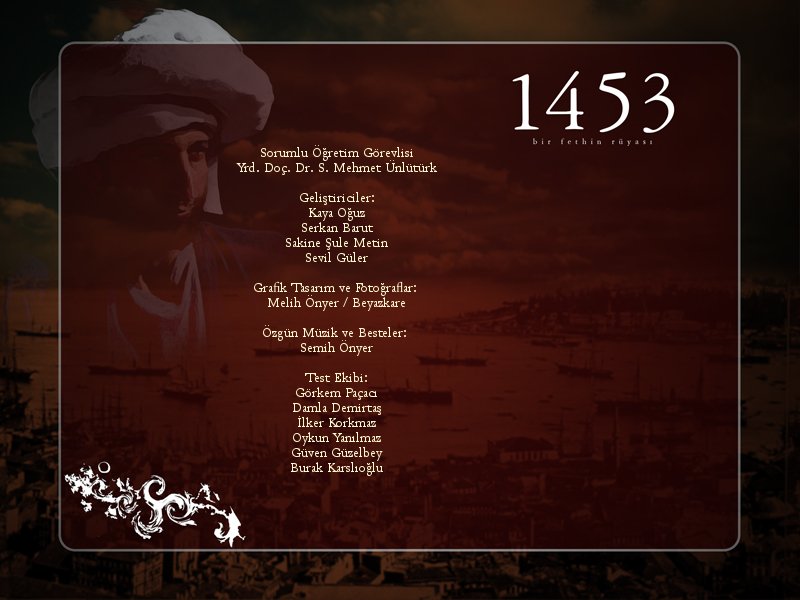 1453
bir fethin rüyası
Sorumlu Öğretim Görevlisi
Yrd. Doç. Dr. S. Mehmet Ünlütürk
Geliştiriciler:
Kaya Oğuz
Serkan Barut
Sakine Şule Metin
Sevil Güler
Grafik Tasarım ve Fotoğraflar:
Melih Önyer / Beyazkare
Özgün Müzik ve Besteler:
Semih Önyer
Test Ekibi:
Görkem Paçacı
Damla Demirtaş
İlker Korkmaz
Oykun Yanılmaz
Güven Güzelbey
Burak Karslıoğlu